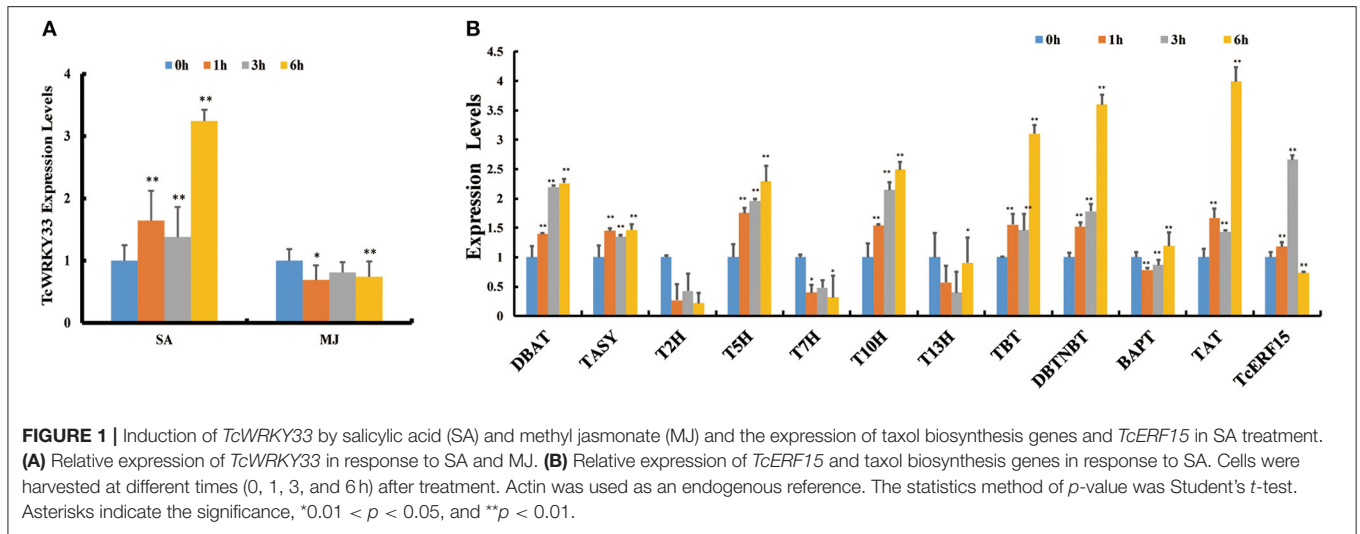 A
TcWRKY33 Expression Levels
0h 1h 3h 6h
4
3
2
1
0
** ** ** * **
SA MJ
B
Expression Levels
0h 1h 3h 6h
4.5
4
3.5
3
2.5
2
1.5
1
0.5
0
** ** ** ** ** ** ** ** ** * * ** ** ** * ** ** ** ** ** ** ** ** ** ** ** ** ** ** **
DBAT TASY T2H T5H T7H T10H T13H TBT DBTNBT BAPT TAT TcERF15
FIGURE 1 | Induction of TcWRKY33 by salicylic acid (SA) and methyl jasmonate (MJ) and the expression of taxol biosynthesis genes and TcERF15 in SA treatment.
(A) Relative expression of TcWRKY33 in response to SA and MJ. (B) Relative expression of TcERF15 and taxol biosynthesis genes in response to SA. Cells were
harvested at different times (0, 1, 3, and 6 h) after treatment. Actin was used as an endogenous reference. The statistics method of p-value was Student's t-test.
Asterisks indicate the significance, *0.01 < p < 0.05, and **p < 0.01.